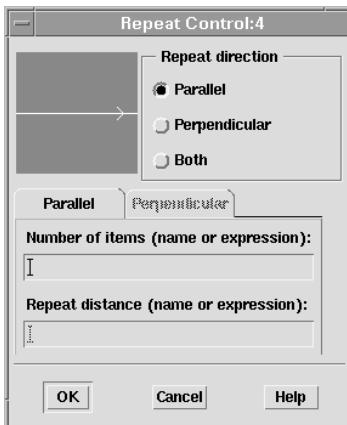 Repeat Control:4
Repeat direction
Parallel
Perpendicular
Both
Parallel Perpendicular
Number of items (name or expression):
Repeat distance (name or expression):
OK Cancel Help